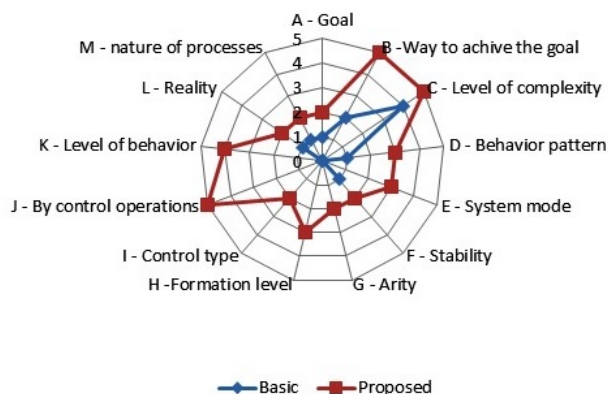 A - Goal
B -Way to achive the goal
C - Level of complexity
D - Behavior pattern
E - System mode
F - Stability
G - Arity
H -Formation level
I - Control type
J - By control operations
K - Level of behavior
L - Reality
M - nature of processes
5
4
3
2
1
0
Basic
Proposed